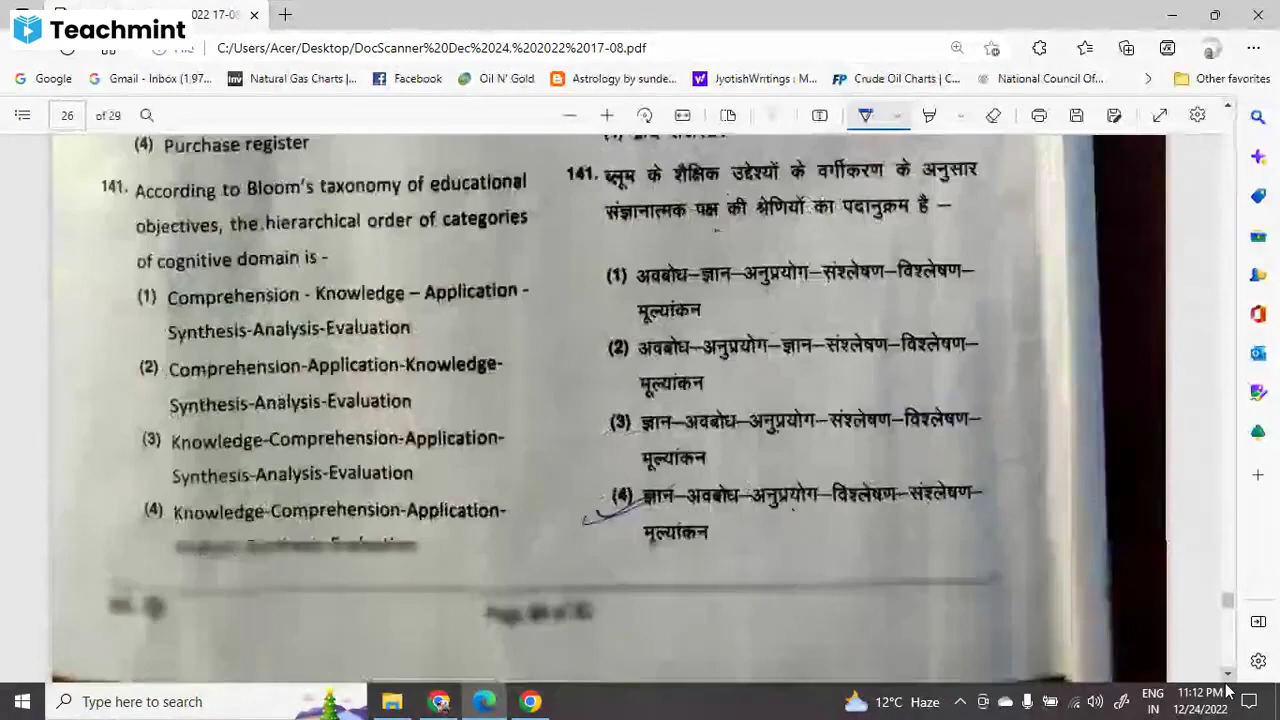 Teachmint
022 17-08
C:/Users/Acer/Desktop/DocScanner%20Dec%2024,%202022%2017-08.pdf
Google
Gmail - Inbox (1,97...
Natural Gas Charts |...
Facebook
Oil N' Gold
Astrology by sunde...
JyotishWritings : M...
Crude Oil Charts | C...
National Council Of...
Other favorites
26 of 29
(4) Purchase register
141. According to Bloom's taxonomy of educational
objectives, the hierarchical order of categories
of cognitive domain is -
(1) Comprehension - Knowledge – Application -
Synthesis-Analysis-Evaluation
(2) Comprehension-Application-Knowledge-
Synthesis-Analysis-Evaluation
(3) Knowledge-Comprehension-Application-
Synthesis-Analysis-Evaluation
(4) Knowledge-Comprehension-Application-
141. ब्लूम के शैक्षिक उद्देश्यों के वर्गीकरण के अनुसार
संज्ञानात्मक पक्ष की श्रेणियों का पदानुक्रम है –
(1) अवबोध–ज्ञान–अनुप्रयोग–संश्लेषण–विश्लेषण–
मूल्यांकन
(2) अवबोध–अनुप्रयोग–ज्ञान–संश्लेषण–विश्लेषण–
मूल्यांकन
(3) ज्ञान–अवबोध–अनुप्रयोग–संश्लेषण–विश्लेषण–
मूल्यांकन
(4) ज्ञान–अवबोध–अनुप्रयोग–विश्लेषण–संश्लेषण–
मूल्यांकन
Type here to search
12°C Haze
ENG
IN
11:12 PM
12/24/2022